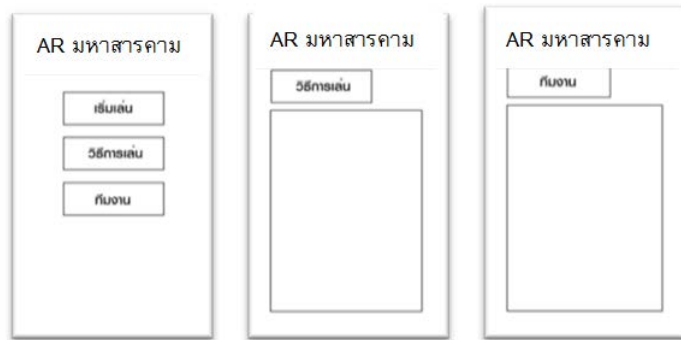 AR มหาสารคาม
เริ่มเล่น
วิธีการเล่น
ทีมงาน
AR มหาสารคาม
วิธีการเล่น
AR มหาสารคาม
ทีมงาน